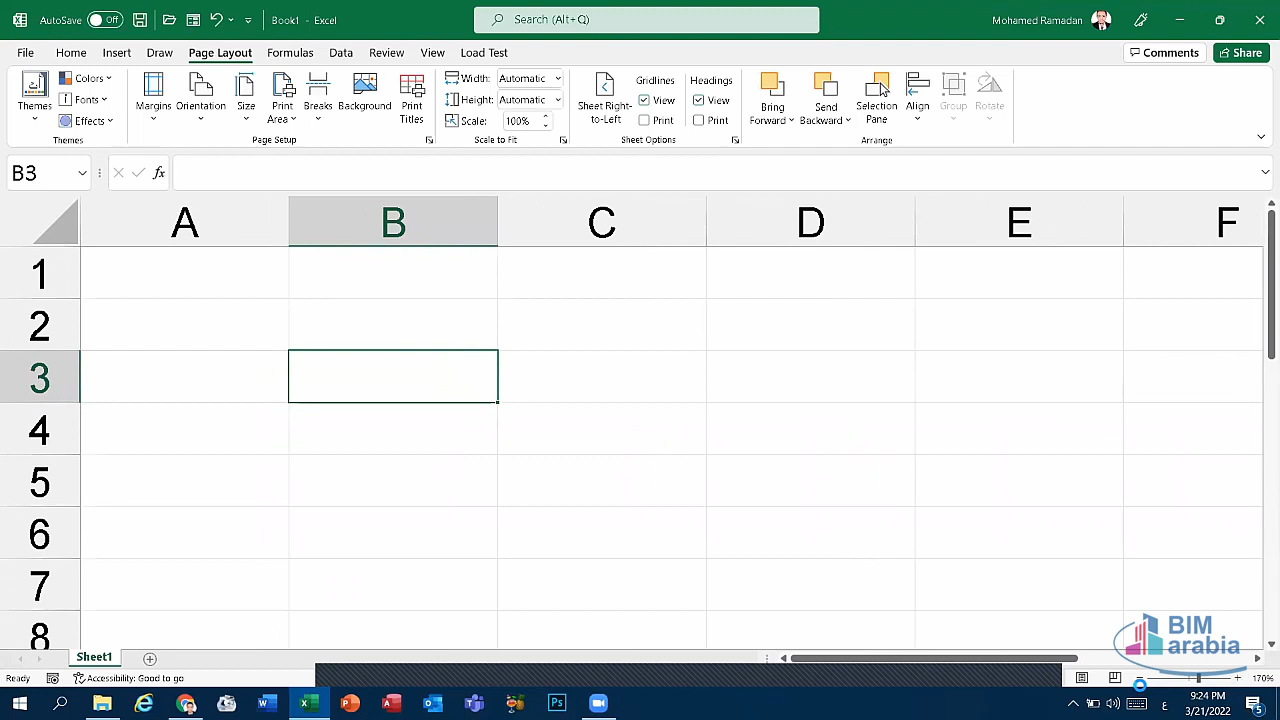 AutoSave Off Book1 - Excel Search (Alt+Q) Mohamed Ramadan
File Home Insert Draw Page Layout Formulas Data Review View Load Test Comments Share
Themes Colors Fonts Effects
Margins Orientation Size Print Area Breaks Background Print Titles
Width: Automatic
Height: Automatic
Scale: 100%
Sheet Right-to-Left
Gridlines View Print
Headings View Print
Bring Forward Send Backward Selection Pane Align Group Rotate
Themes Page Setup Scale to Fit Sheet Options Arrange
B3 fx
A B C D E F
1
2
3
4
5
6
7
8
BIM
arabia
Sheet1
Ready Accessibility: Good to go 170%
9:24 PM
3/21/2022
ع
5